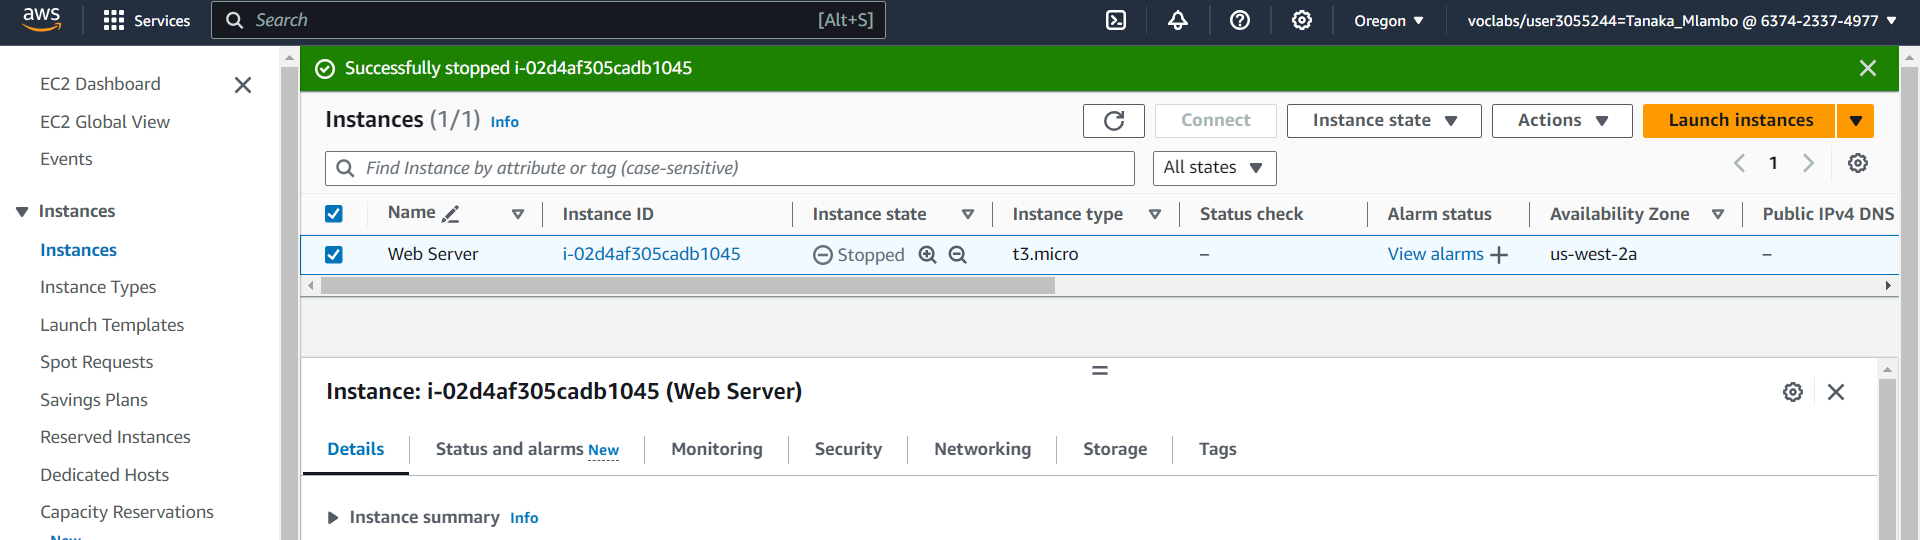 aws Services Search [Alt+S] Oregon voclabs/user3055244=Tanaka_Mlambo @ 6374-2337-4977
EC2 Dashboard
EC2 Global View
Events
Instances
Instances
Instance Types
Launch Templates
Spot Requests
Savings Plans
Reserved Instances
Dedicated Hosts
Capacity Reservations
New
Successfully stopped i-02d4af305cadb1045
Instances (1/1) Info Connect Instance state Actions Launch instances
Find Instance by attribute or tag (case-sensitive) All states 1
Name Instance ID Instance state Instance type Status check Alarm status Availability Zone Public IPv4 DNS
Web Server i-02d4af305cadb1045 Stopped t3.micro – View alarms + us-west-2a –
Instance: i-02d4af305cadb1045 (Web Server)
Details Status and alarms New Monitoring Security Networking Storage Tags
Instance summary Info